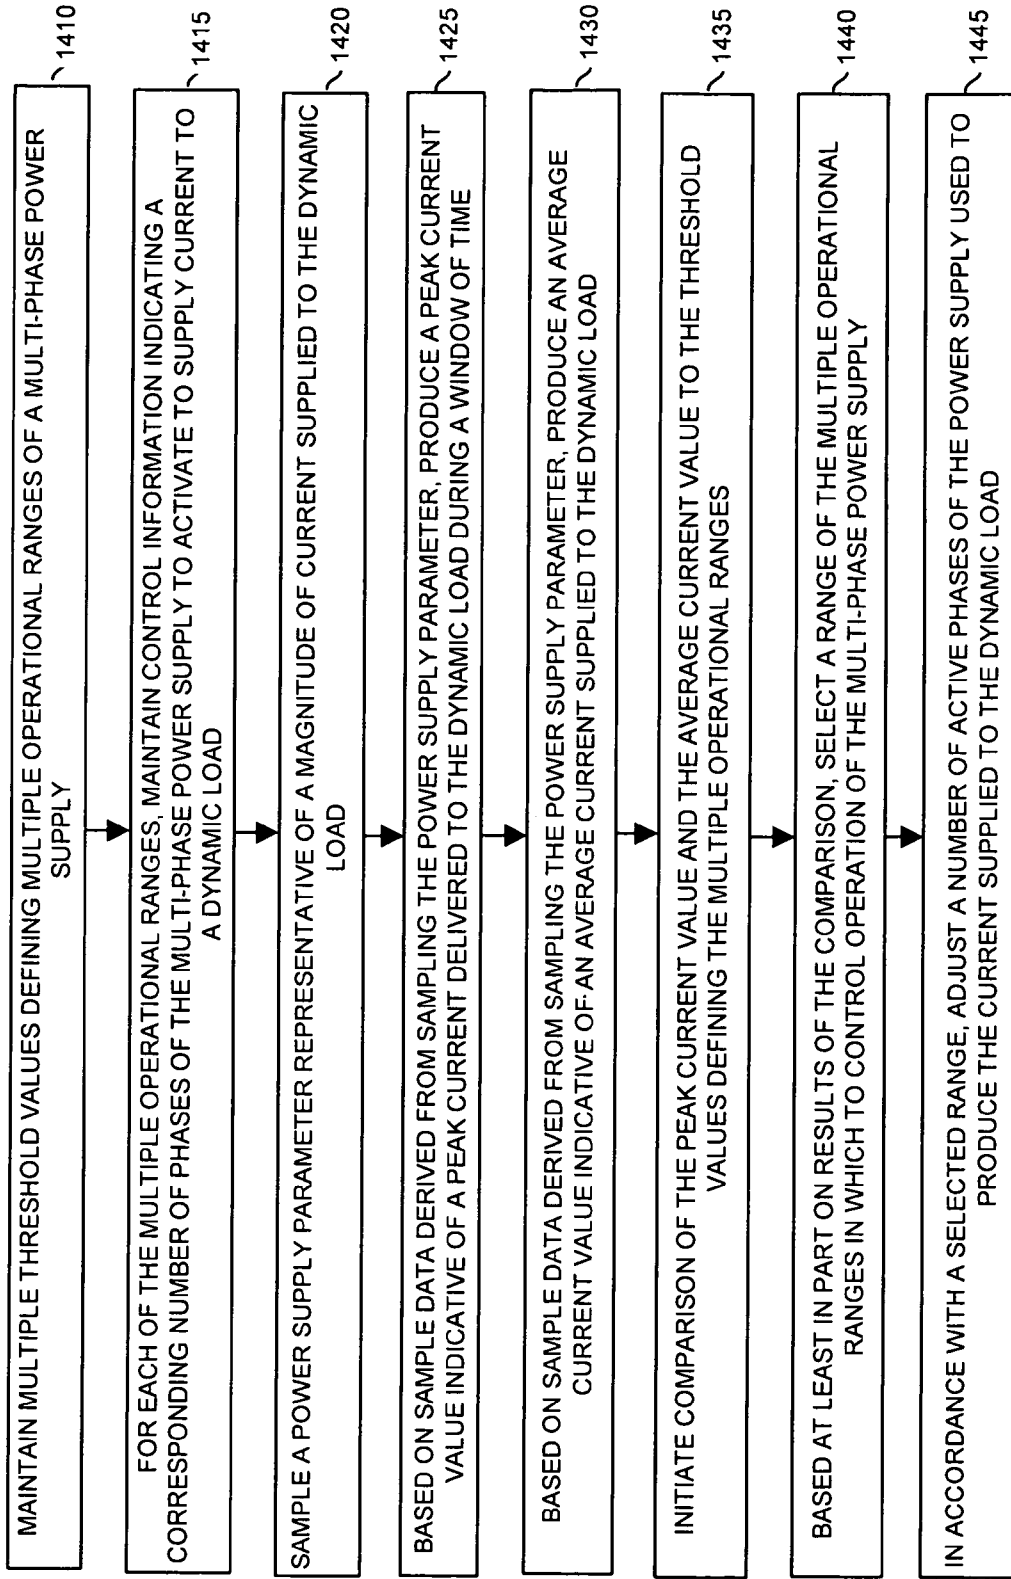 MAINTAIN MULTIPLE THRESHOLD VALUES DEFINING MULTIPLE OPERATIONAL RANGES OF A MULTI-PHASE POWER
SUPPLY
1410
FOR EACH OF THE MULTIPLE OPERATIONAL RANGES, MAINTAIN CONTROL INFORMATION INDICATING A
CORRESPONDING NUMBER OF PHASES OF THE MULTI-PHASE POWER SUPPLY TO ACTIVATE TO SUPPLY CURRENT TO
A DYNAMIC LOAD
1415
SAMPLE A POWER SUPPLY PARAMETER REPRESENTATIVE OF A MAGNITUDE OF CURRENT SUPPLIED TO THE DYNAMIC
LOAD
1420
BASED ON SAMPLE DATA DERIVED FROM SAMPLING THE POWER SUPPLY PARAMETER, PRODUCE A PEAK CURRENT
VALUE INDICATIVE OF A PEAK CURRENT DELIVERED TO THE DYNAMIC LOAD DURING A WINDOW OF TIME
1425
BASED ON SAMPLE DATA DERIVED FROM SAMPLING THE POWER SUPPLY PARAMETER, PRODUCE AN AVERAGE
CURRENT VALUE INDICATIVE OF AN AVERAGE CURRENT SUPPLIED TO THE DYNAMIC LOAD
1430
INITIATE COMPARISON OF THE PEAK CURRENT VALUE AND THE AVERAGE CURRENT VALUE TO THE THRESHOLD
VALUES DEFINING THE MULTIPLE OPERATIONAL RANGES
1435
BASED AT LEAST IN PART ON RESULTS OF THE COMPARISON, SELECT A RANGE OF THE MULTIPLE OPERATIONAL
RANGES IN WHICH TO CONTROL OPERATION OF THE MULTI-PHASE POWER SUPPLY
1440
IN ACCORDANCE WITH A SELECTED RANGE, ADJUST A NUMBER OF ACTIVE PHASES OF THE POWER SUPPLY USED TO
PRODUCE THE CURRENT SUPPLIED TO THE DYNAMIC LOAD
1445